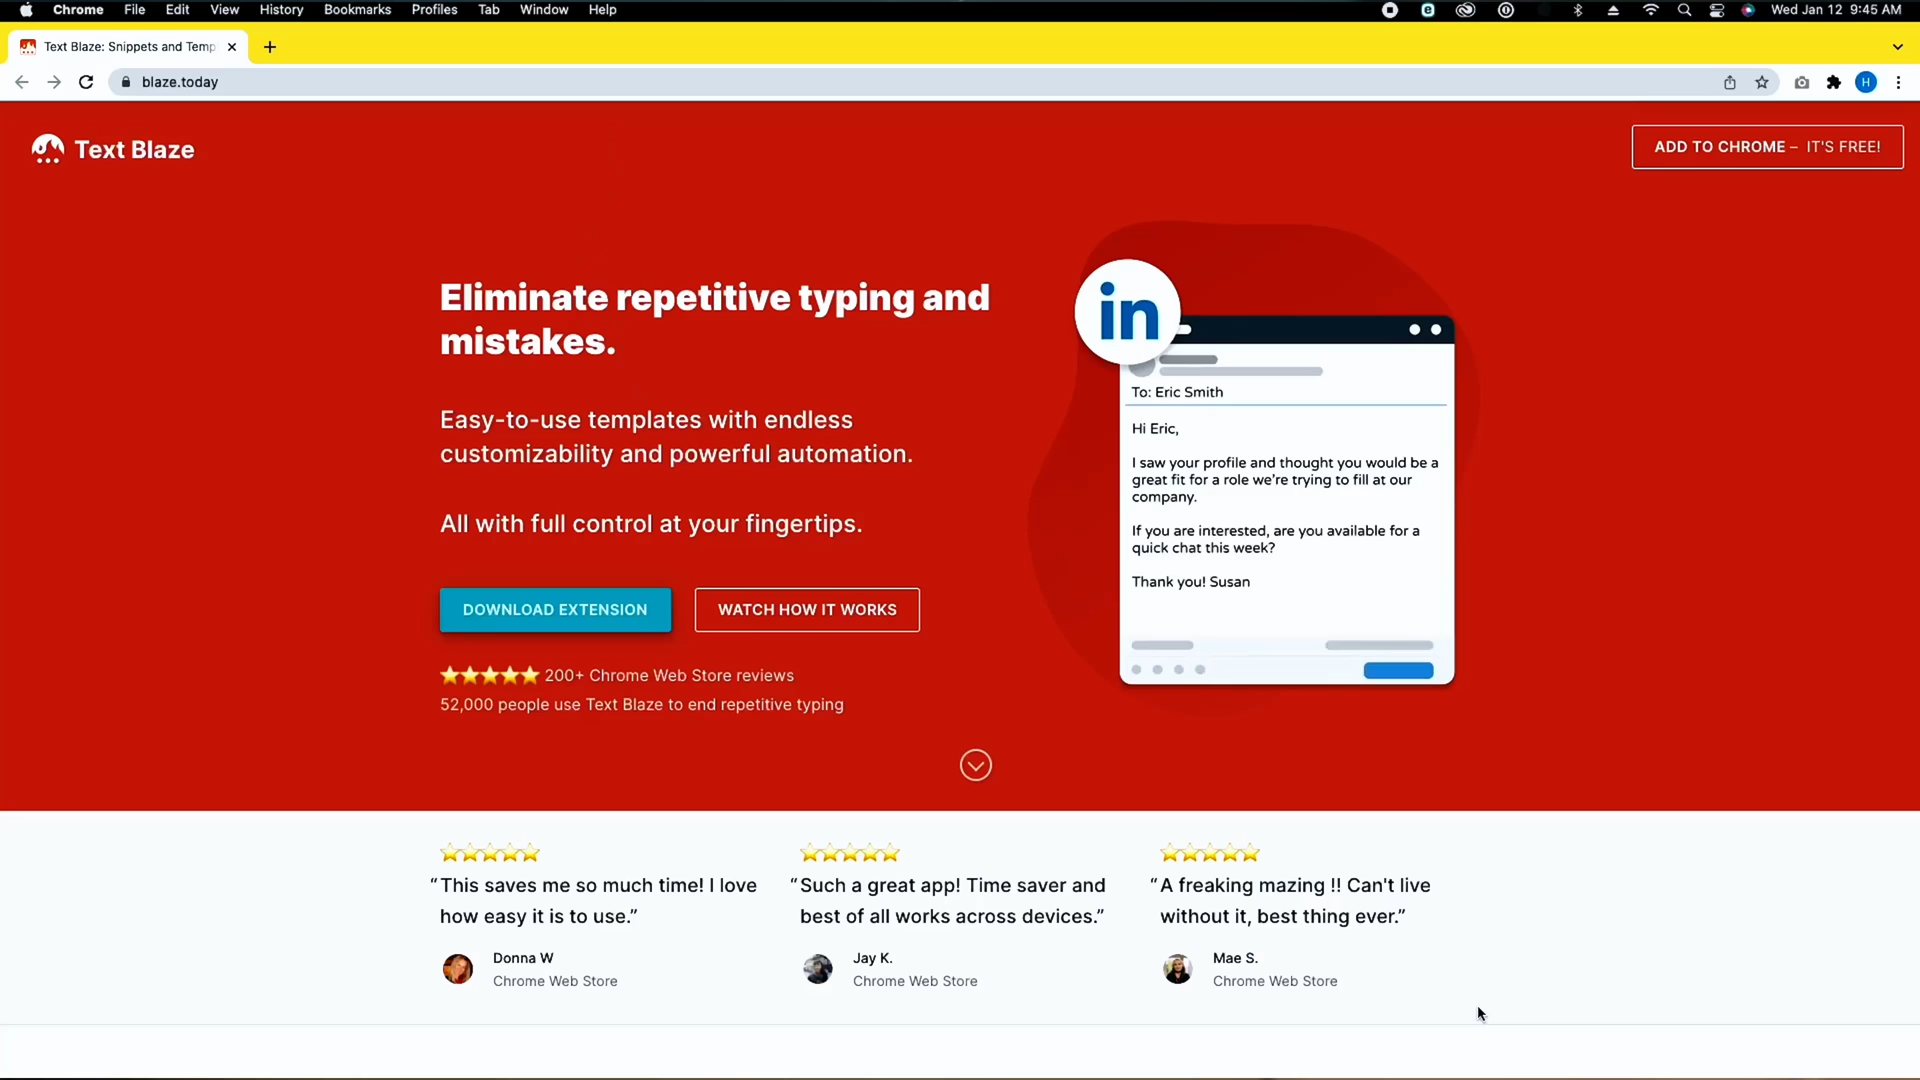 Chrome File Edit View History Bookmarks Profiles Tab Window Help Wed Jan 12 9:45 AM
Text Blaze: Snippets and Temp
blaze.today
H
Text Blaze
ADD TO CHROME – IT'S FREE!
Eliminate repetitive typing and
mistakes.
Easy-to-use templates with endless
customizability and powerful automation.
All with full control at your fingertips.
DOWNLOAD EXTENSION
WATCH HOW IT WORKS
200+ Chrome Web Store reviews
52,000 people use Text Blaze to end repetitive typing
in
To: Eric Smith
Hi Eric,
I saw your profile and thought you would be a
great fit for a role we're trying to fill at our
company.
If you are interested, are you available for a
quick chat this week?
Thank you! Susan
“This saves me so much time! I love
how easy it is to use.”
Donna W
Chrome Web Store
“Such a great app! Time saver and
best of all works across devices.”
Jay K.
Chrome Web Store
“A freaking mazing !! Can't live
without it, best thing ever.”
Mae S.
Chrome Web Store